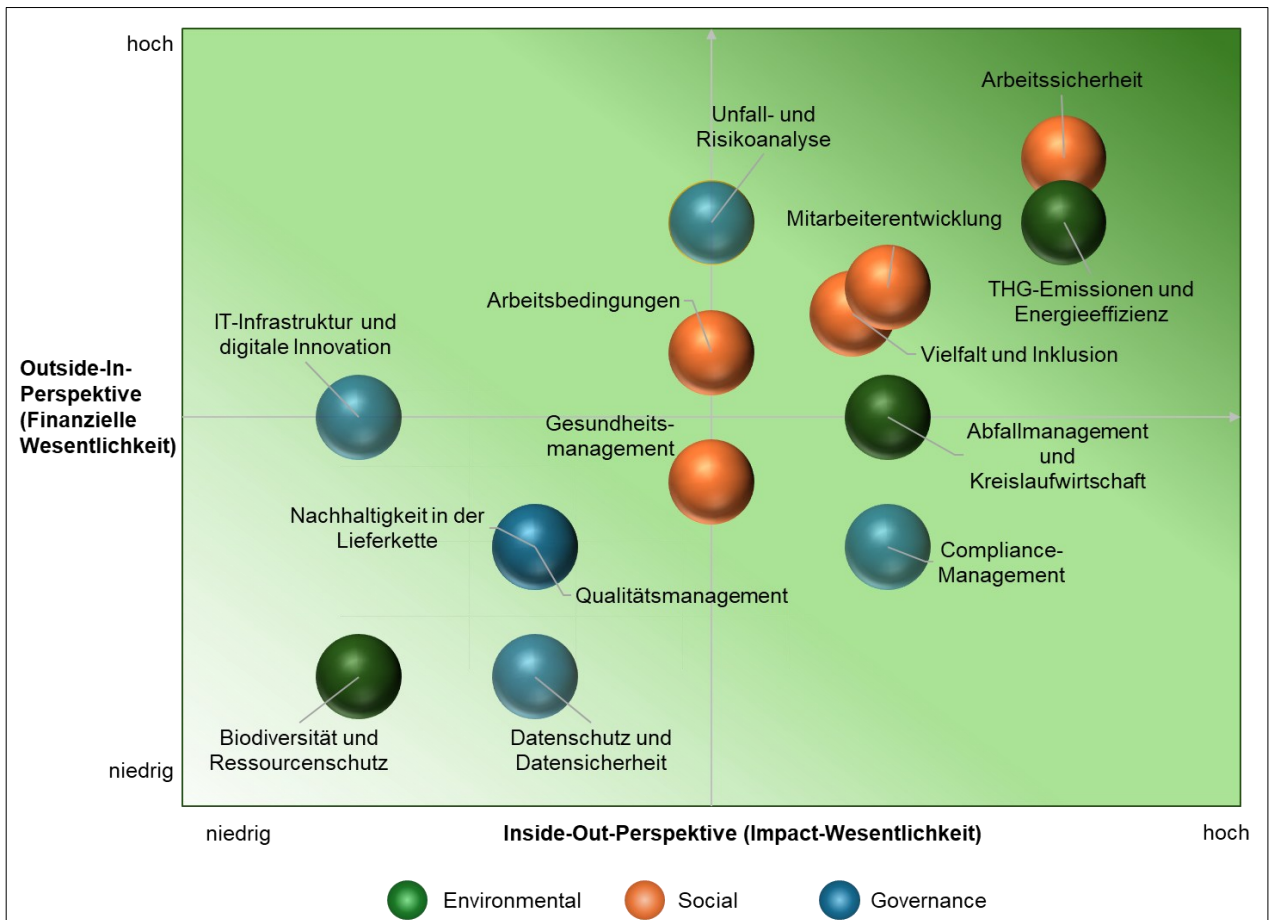 hoch
Arbeitssicherheit
Unfall- und
Risikoanalyse
Mitarbeiterentwicklung
THG-Emissionen und
Energieeffizienz
Arbeitsbedingungen
IT-Infrastruktur und
digitale Innovation
Vielfalt und Inklusion
Outside-In-
Perspektive
(Finanzielle
Wesentlichkeit)
Gesundheits-
management
Abfallmanagement
und
Kreislaufwirtschaft
Nachhaltigkeit in der
Lieferkette
Compliance-
Management
Qualitätsmanagement
Biodiversität und
Ressourcenschutz
Datenschutz und
Datensicherheit
niedrig
niedrig
Inside-Out-Perspektive (Impact-Wesentlichkeit)
hoch
Environmental
Social
Governance